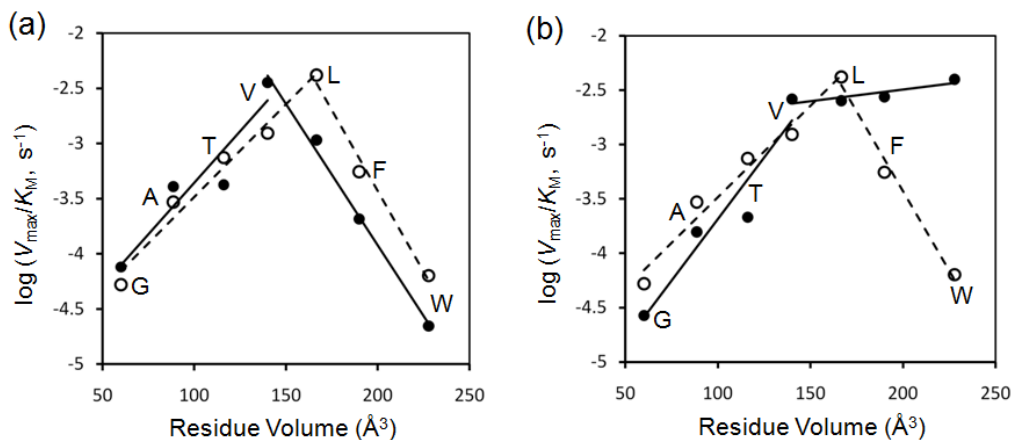 (a)
log (Vmax/KM, s-1)
-2
-2.5
-3
-3.5
-4
-4.5
-5
G
A
T
V
L
F
W
50 100 150 200 250
Residue Volume (Å3)
(b)
log (Vmax/KM, s-1)
-2
-2.5
-3
-3.5
-4
-4.5
-5
G
A
T
V
L
F
W
50 100 150 200 250
Residue Volume (Å3)